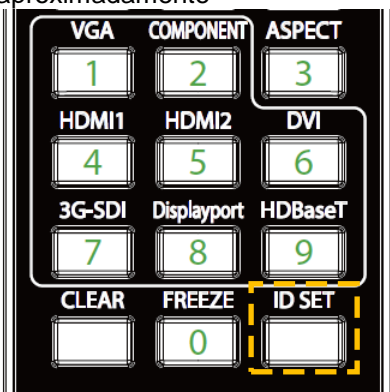 aproximadamente
VGA COMPONENT ASPECT
1 2 3
HDMI1 HDMI2 DVI
4 5 6
3G-SDI Displayport HDBaseT
7 8 9
CLEAR FREEZE ID SET
0